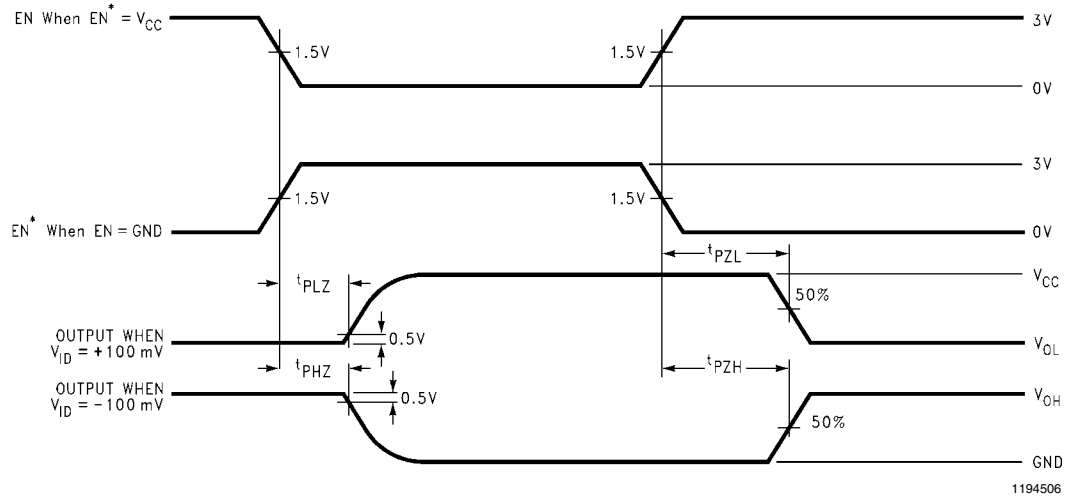 EN When EN* = VCC
3V
1.5V
1.5V
0V
3V
1.5V
1.5V
EN* When EN = GND
0V
tPZL
VCC
tPLZ
50%
OUTPUT WHEN
VID = +100 mV
0.5V
VOL
tPHZ
tPZH
OUTPUT WHEN
VID = −100 mV
0.5V
VOH
50%
GND
1194506